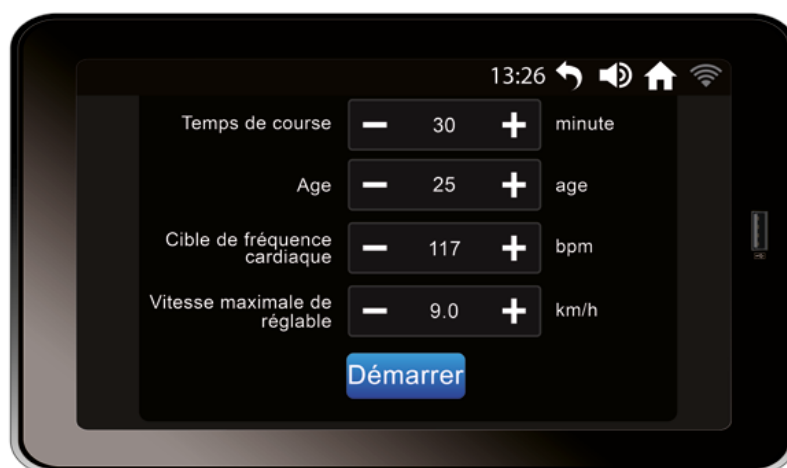 13:26
Temps de course 30 minute
Age 25 age
Cible de fréquence
cardiaque 117 bpm
Vitesse maximale de
réglable 9.0 km/h
Démarrer